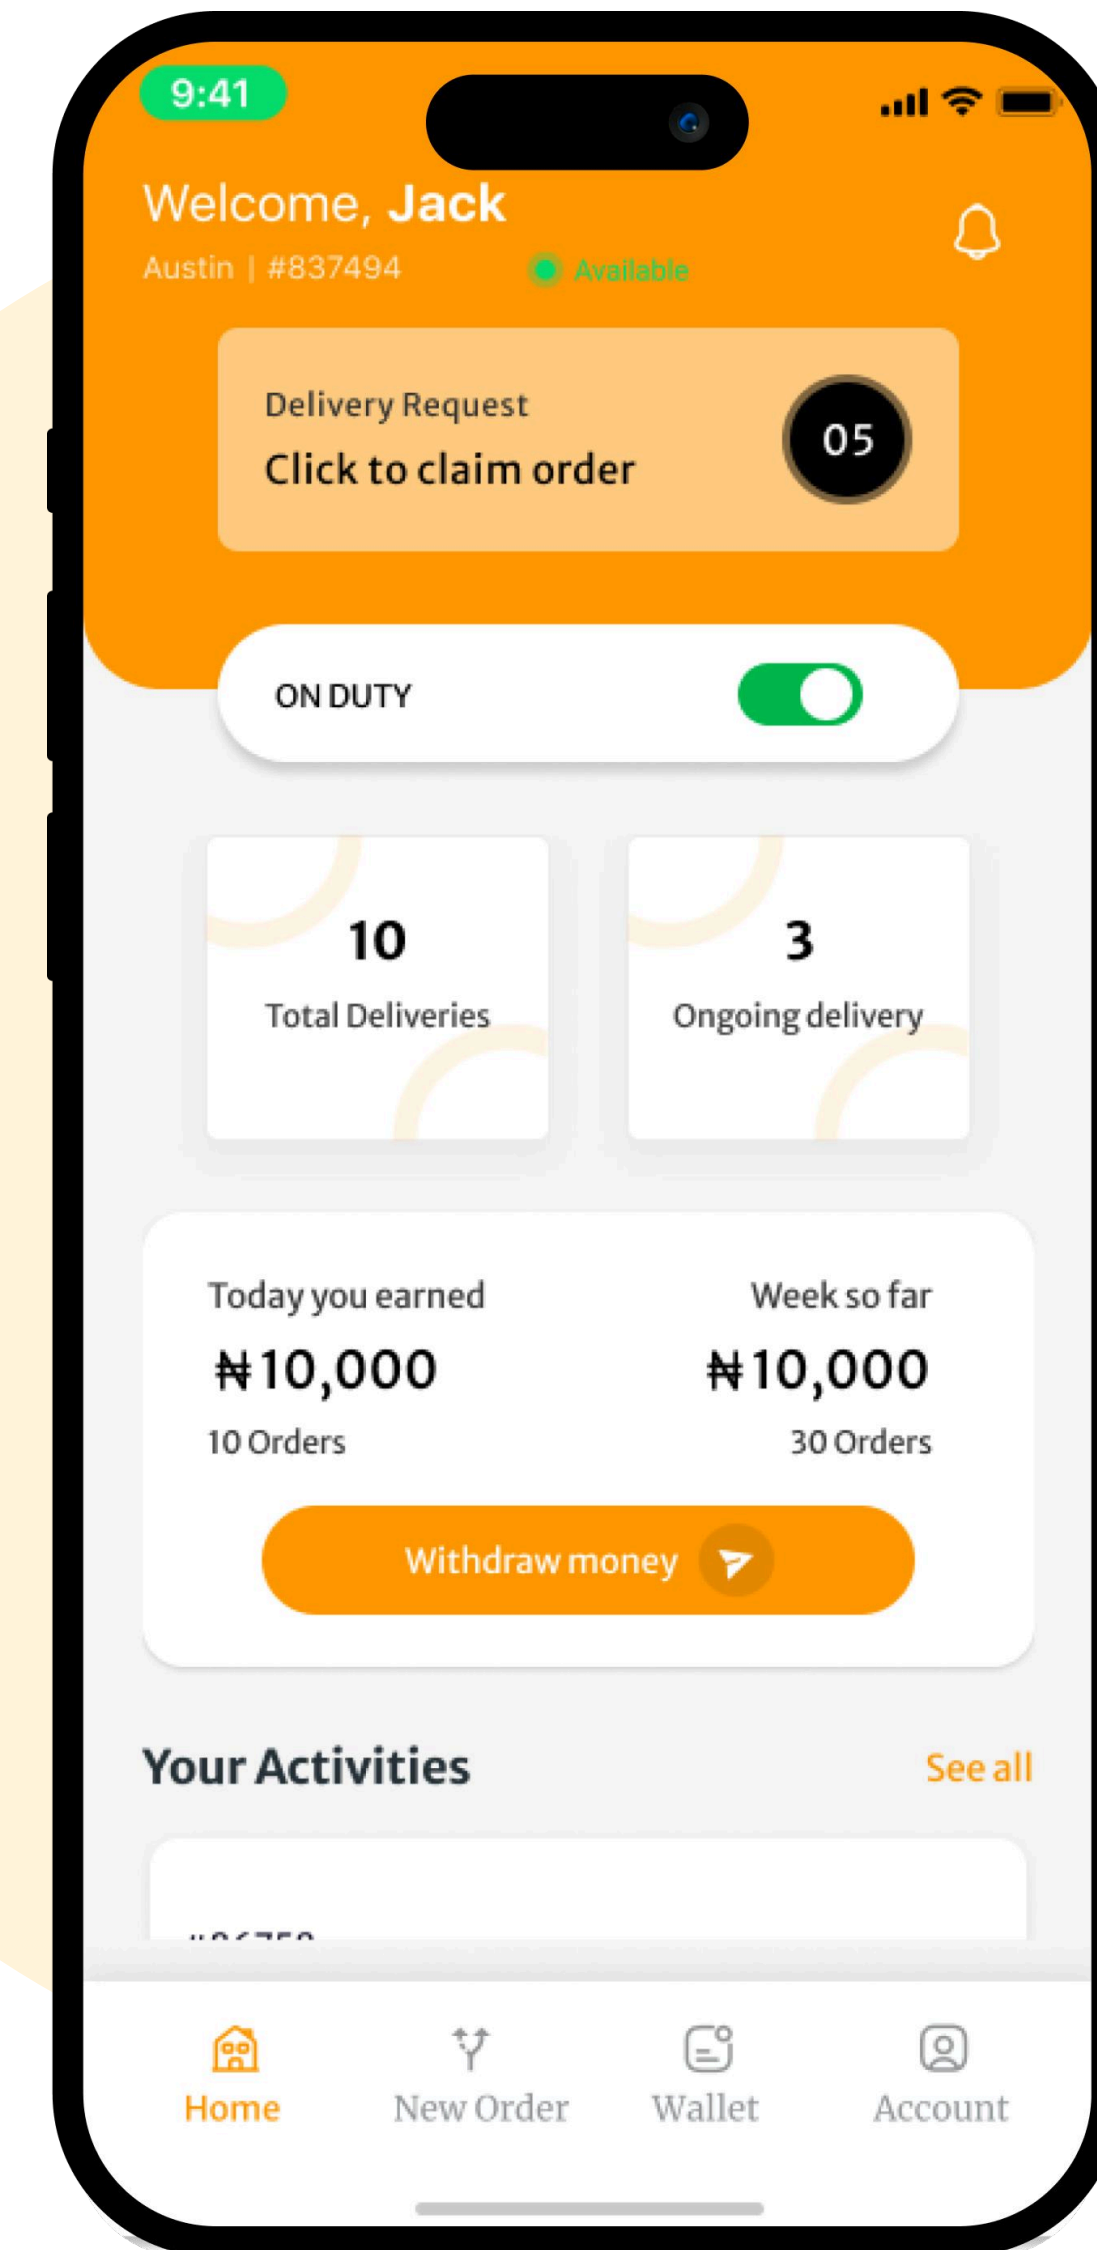 9:41
Welcome, Jack
Austin | #837494
Available
Delivery Request
Click to claim order
05
ON DUTY
10
Total Deliveries
3
Ongoing delivery
Today you earned
₦10,000
10 Orders
Week so far
₦10,000
30 Orders
Withdraw money
Your Activities
See all
Home
New Order
Wallet
Account